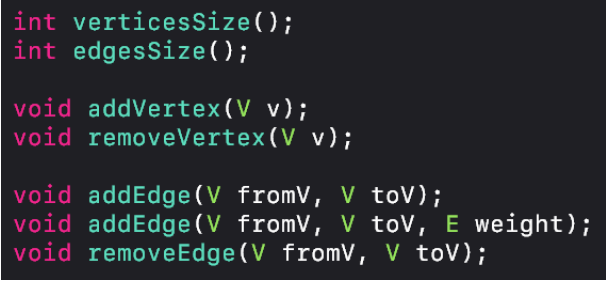 int verticesSize();
int edgesSize();
void addVertex(V v);
void removeVertex(V v);
void addEdge(V fromV, V toV);
void addEdge(V fromV, V toV, E weight);
void removeEdge(V fromV, V toV);